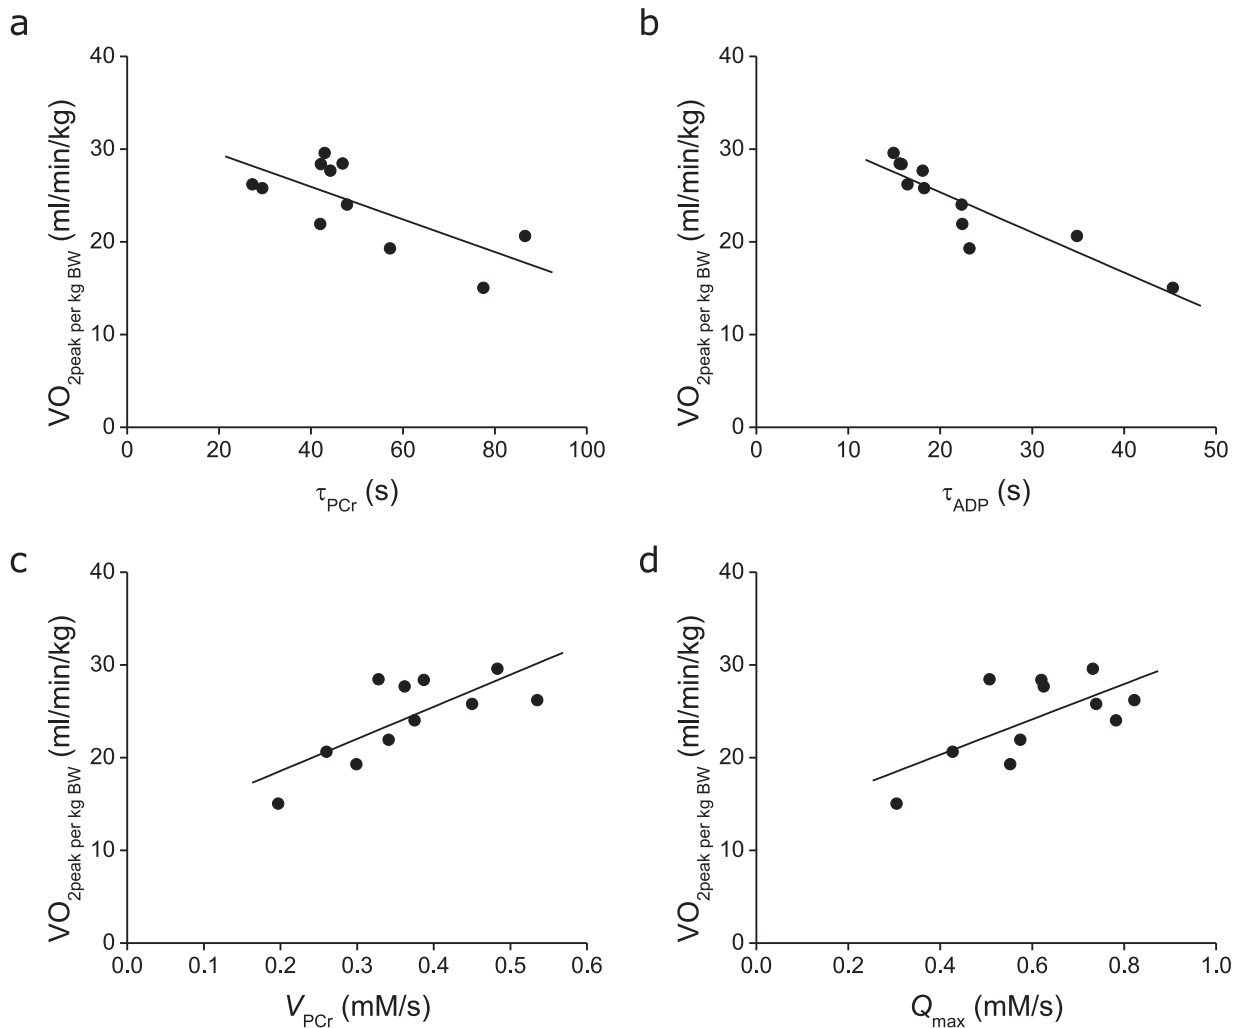 a
VO2peak per kg BW (ml/min/kg)
40
30
20
10
0
0 20 40 60 80 100
τPCr (s)
b
VO2peak per kg BW (ml/min/kg)
40
30
20
10
0
0 10 20 30 40 50
τADP (s)
c
VO2peak per kg BW (ml/min/kg)
40
30
20
10
0
0.0 0.1 0.2 0.3 0.4 0.5 0.6
VPCr (mM/s)
d
VO2peak per kg BW (ml/min/kg)
40
30
20
10
0
0.0 0.2 0.4 0.6 0.8 1.0
Qmax (mM/s)